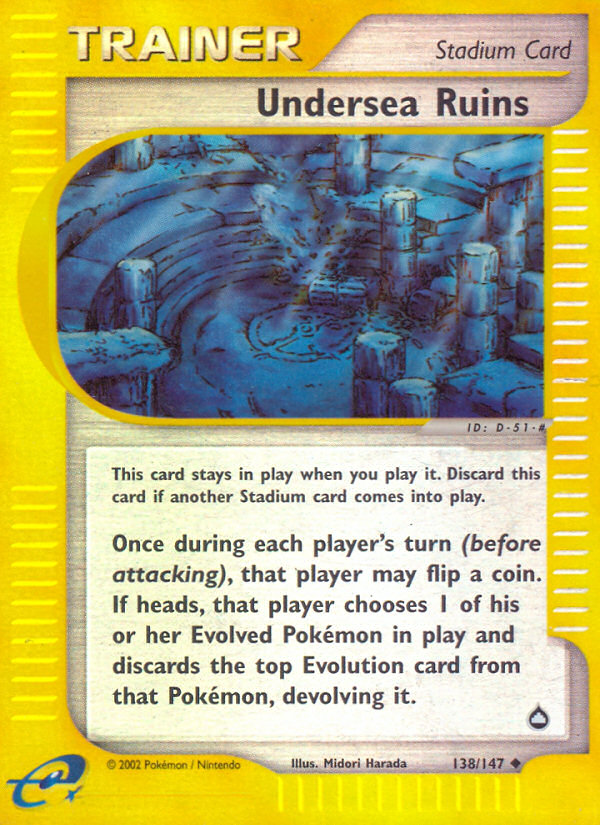 TRAINER
Stadium Card
Undersea Ruins
ID: D-51-#
This card stays in play when you play it. Discard this
card if another Stadium card comes into play.
Once during each player's turn (before
attacking), that player may flip a coin.
If heads, that player chooses 1 of his
or her Evolved Pokémon in play and
discards the top Evolution card from
that Pokémon, devolving it.
© 2002 Pokémon / Nintendo
Illus. Midori Harada
138/147 ◆
e